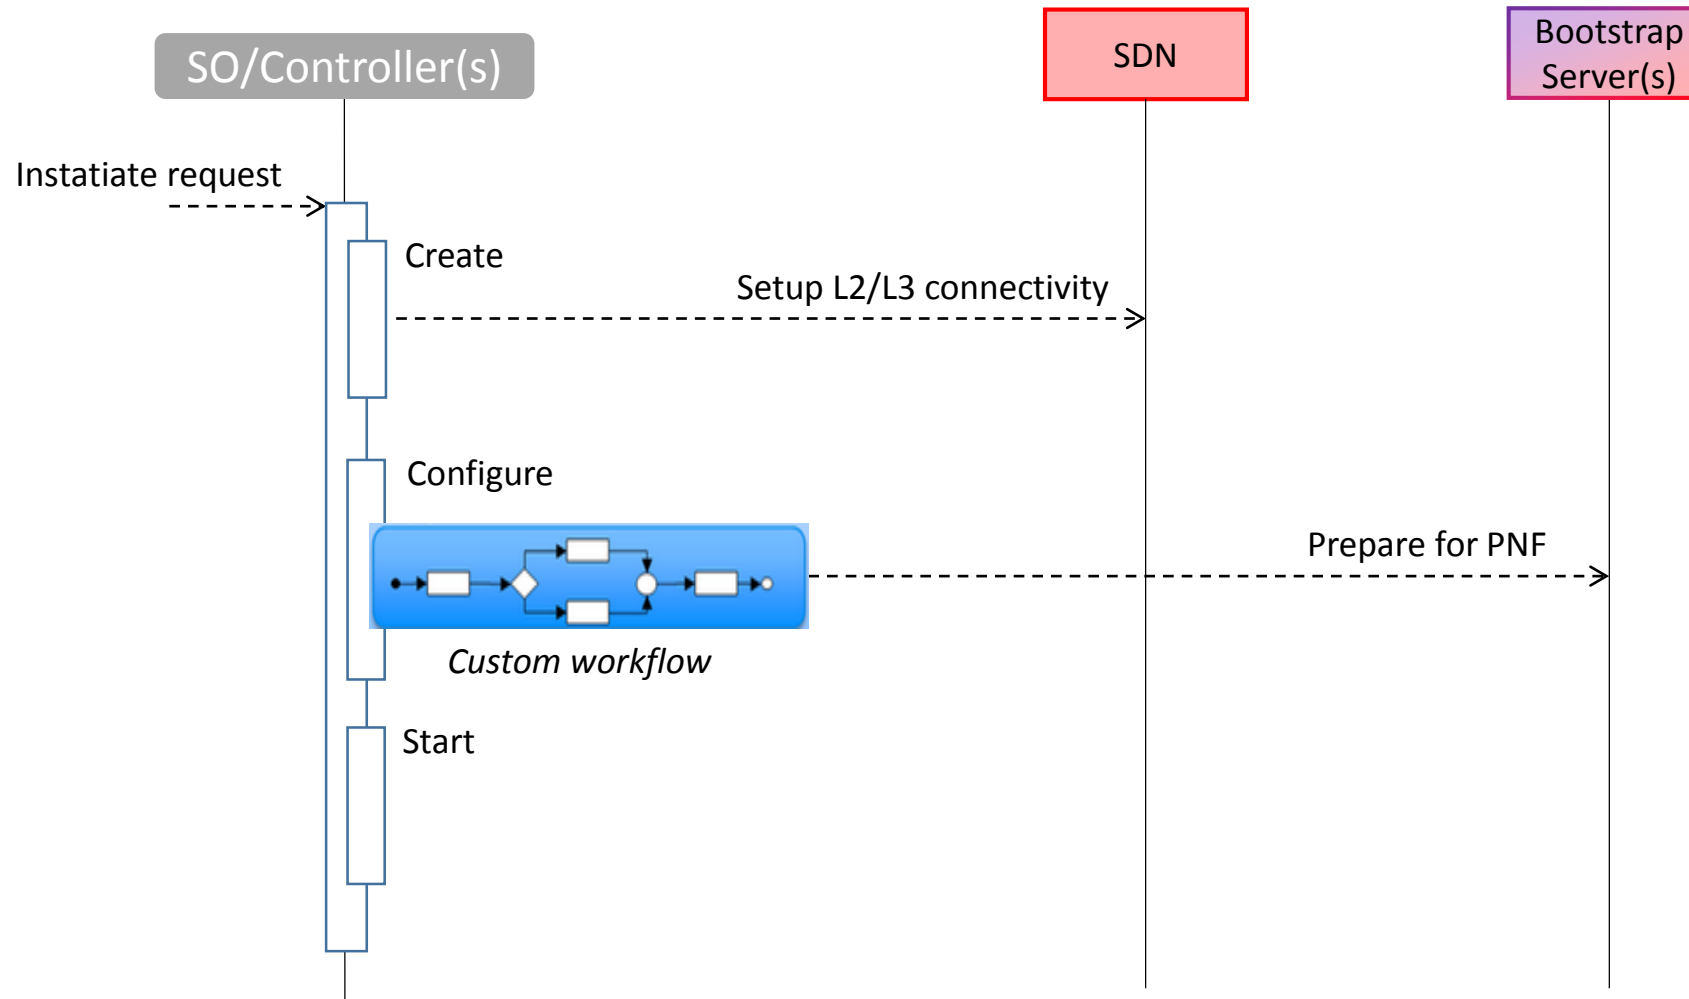 SO/Controller(s)
SDN
Bootstrap
Server(s)
Instatiate request
Create
Setup L2/L3 connectivity
Configure
Prepare for PNF
Custom workflow
Start